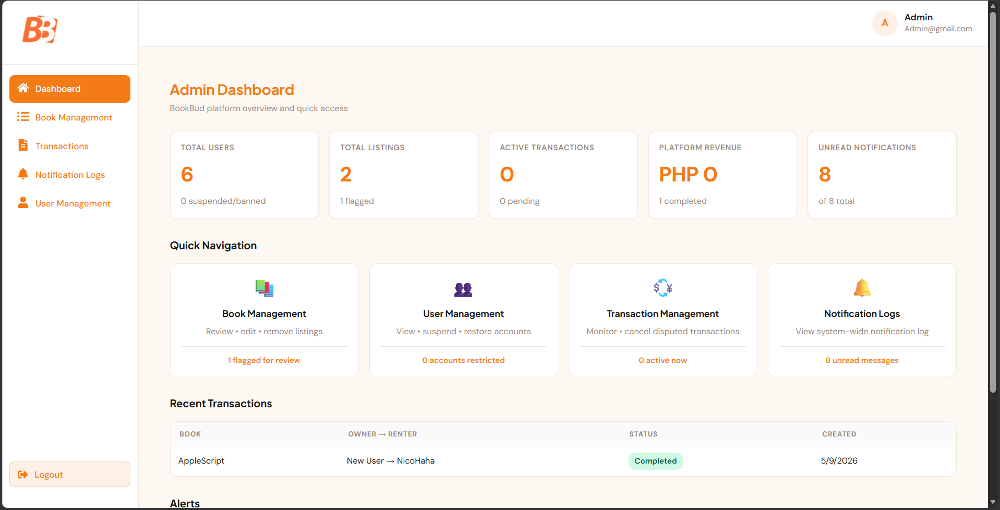 BB
Admin
A
Admin@gmail.com
Dashboard
Book Management
Transactions
Notification Logs
User Management
Logout
Admin Dashboard
BookBud platform overview and quick access
TOTAL USERS
6
0 suspended/banned
TOTAL LISTINGS
2
1 flagged
ACTIVE TRANSACTIONS
0
0 pending
PLATFORM REVENUE
PHP 0
1 completed
UNREAD NOTIFICATIONS
8
of 8 total
Quick Navigation
$ ¥
Book Management
Review • edit • remove listings
1 flagged for review
User Management
View • suspend • restore accounts
0 accounts restricted
Transaction Management
Monitor • cancel disputed transactions
0 active now
Notification Logs
View system-wide notification log
8 unread messages
Recent Transactions
BOOK OWNER → RENTER STATUS CREATED
AppleScript New User → NicoHaha Completed 5/9/2026
Alerts